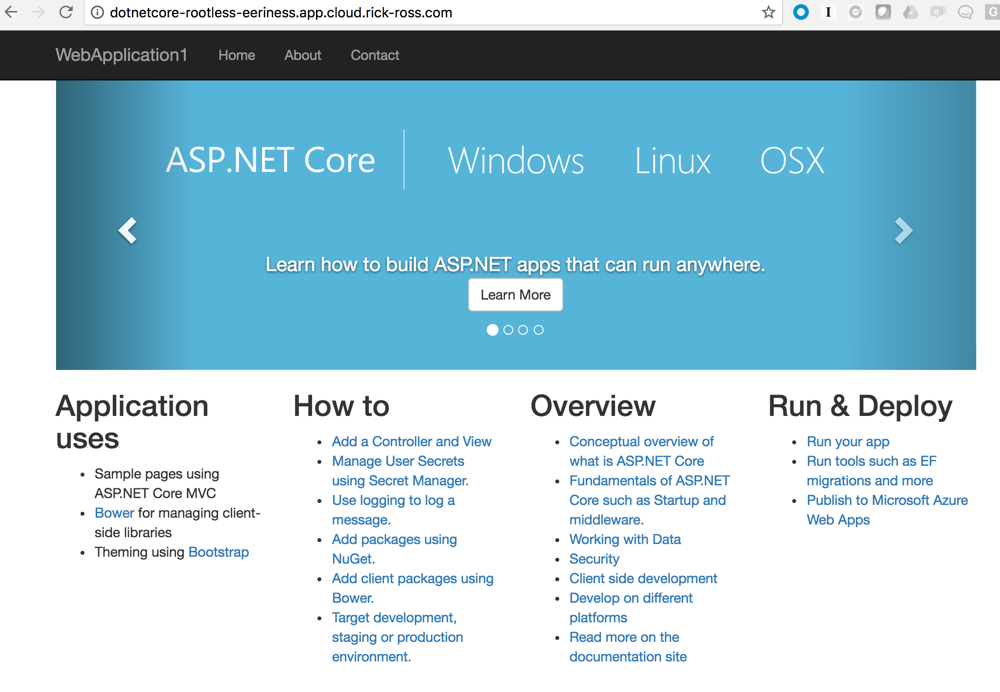 dotnetcore-rootless-eeriness.app.cloud.rick-ross.com
WebApplication1 Home About Contact
ASP.NET Core Windows Linux OSX
Learn how to build ASP.NET apps that can run anywhere.
Learn More
Application
uses
Sample pages using
ASP.NET Core MVC
Bower for managing client-
side libraries
Theming using Bootstrap
How to
Add a Controller and View
Manage User Secrets
using Secret Manager.
Use logging to log a
message.
Add packages using
NuGet.
Add client packages using
Bower.
Target development,
staging or production
environment.
Overview
Conceptual overview of
what is ASP.NET Core
Fundamentals of ASP.NET
Core such as Startup and
middleware.
Working with Data
Security
Client side development
Develop on different
platforms
Read more on the
documentation site
Run & Deploy
Run your app
Run tools such as EF
migrations and more
Publish to Microsoft Azure
Web Apps